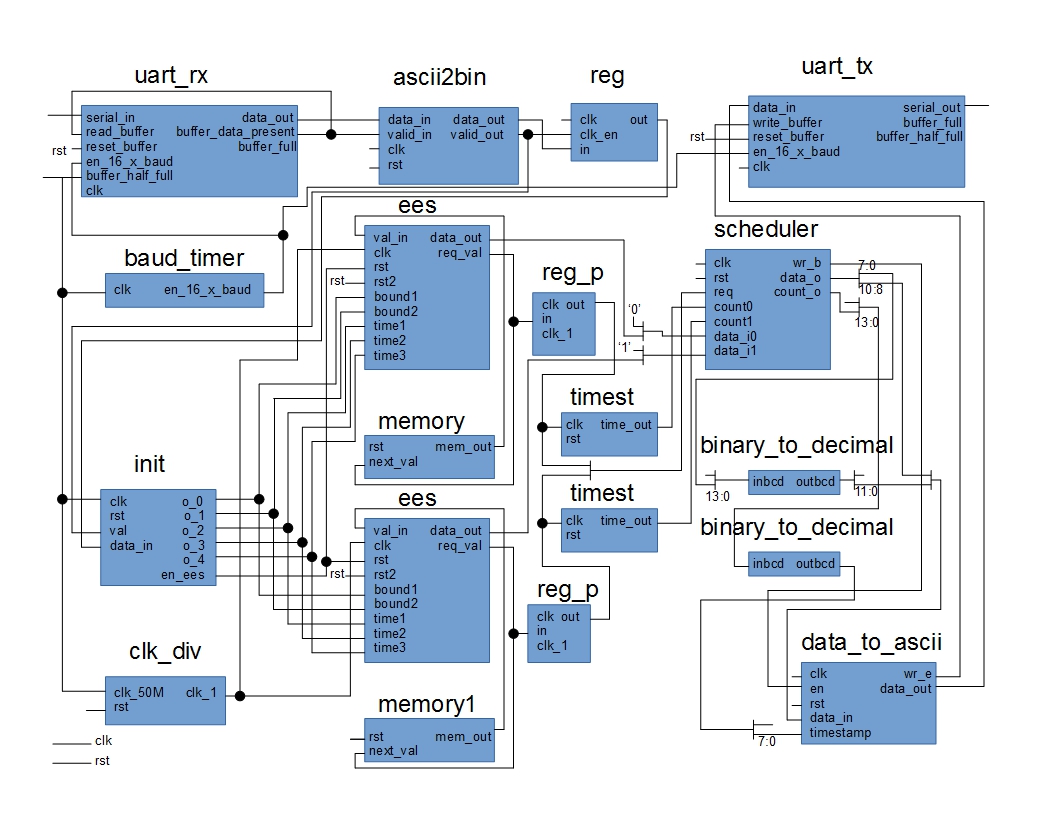 uart_rx
serial_in data_out
read_buffer buffer_data_present
rst
reset_buffer buffer_full
en_16_x_baud
buffer_half_full
clk
ascii2bin
data_in data_out
valid_in valid_out
clk
rst
reg
clk out
clk_en
in
uart_tx
data_in serial_out
write_buffer buffer_full
rst
reset_buffer buffer_half_full
en_16_x_baud
clk
baud_timer
clk en_16_x_baud
ees
val_in data_out
clk req_val
rst
rst
rst2
bound1
bound2
time1
time2
time3
reg_p
clk out
in
clk_1
scheduler
clk wr_b
rst data_o
req count_o
count0
count1
data_i0
data_i1
'0'
'1'
7:0
10:8
13:0
memory
rst mem_out
next_val
timest
clk time_out
rst
binary_to_decimal
inbcd outbcd
13:0
11:0
init
clk o_0
rst o_1
val o_2
data_in o_3
o_4
en_ees
ees
val_in data_out
clk req_val
rst
rst
rst2
bound1
bound2
time1
time2
time3
timest
clk time_out
rst
binary_to_decimal
inbcd outbcd
reg_p
clk out
in
clk_1
clk_div
clk_50M clk_1
rst
data_to_ascii
clk wr_e
en data_out
rst
data_in
timestamp
7:0
memory1
rst mem_out
next_val
clk
rst